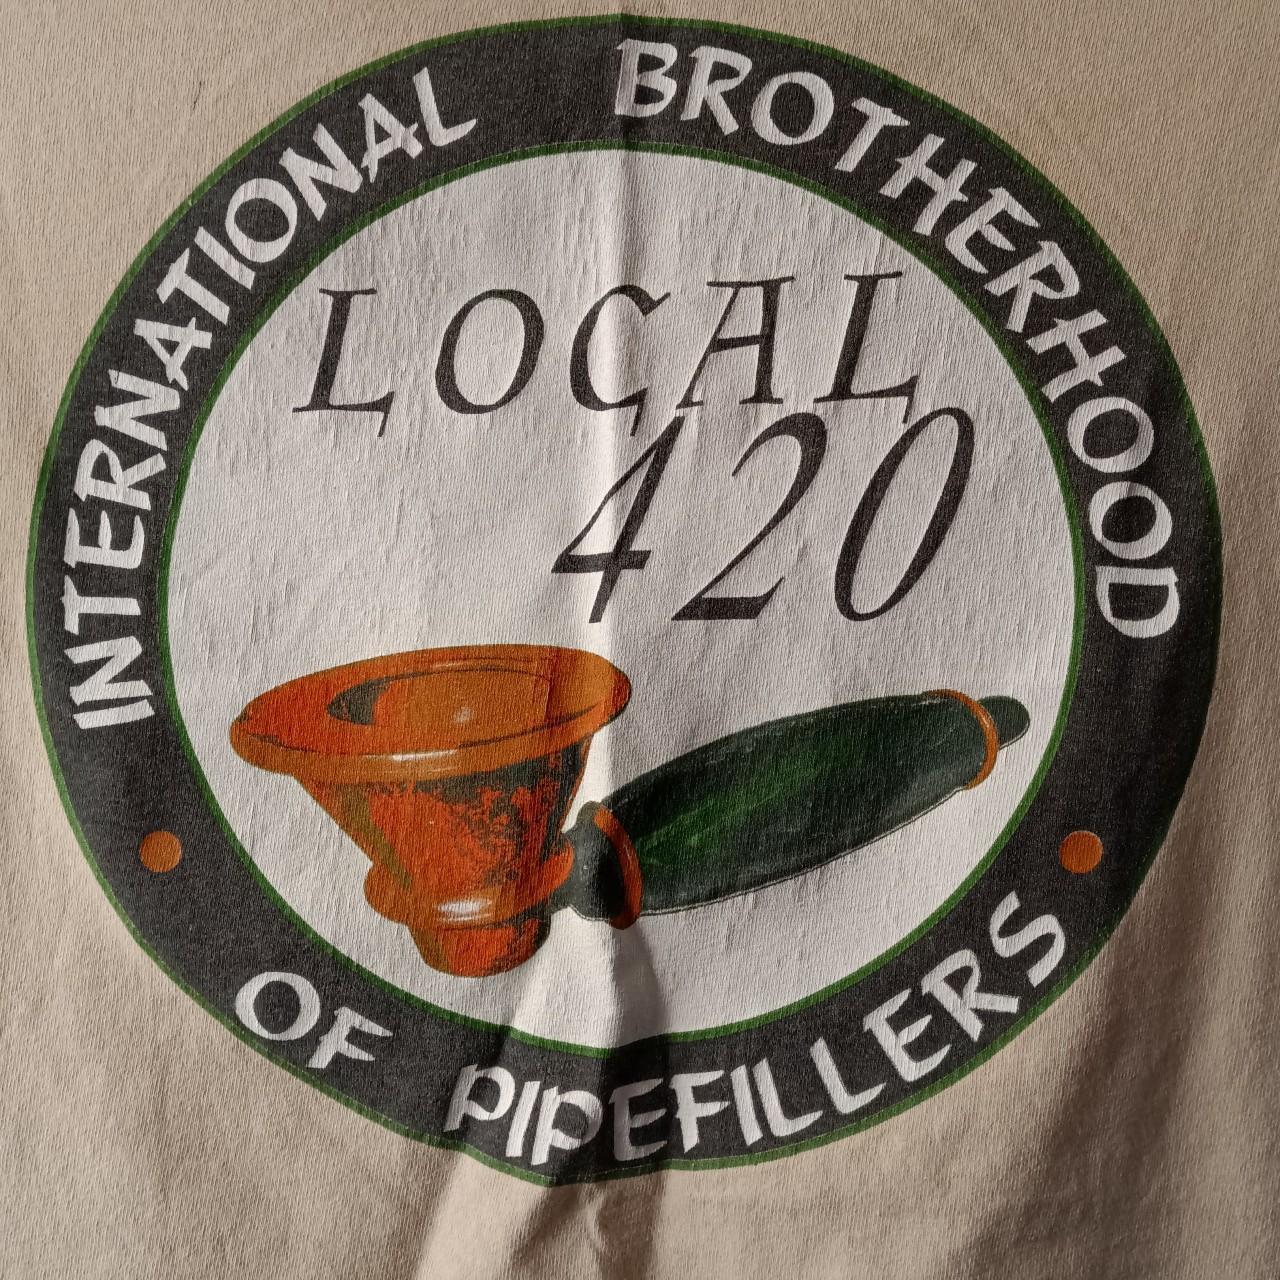 INTERNATIONAL BROTHERHOOD
LOCAL
420
OF PIPEFILLERS